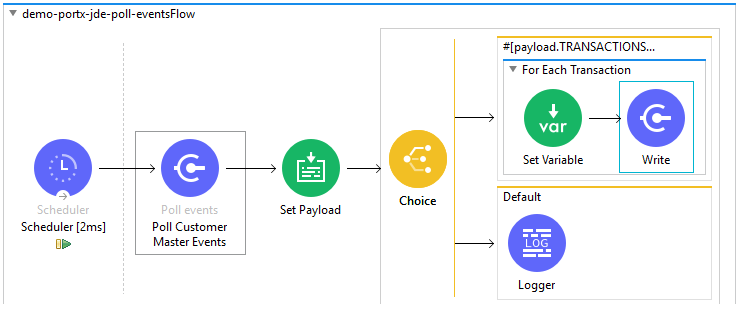 demo-portx-jde-poll-eventsFlow
#[payload.TRANSACTIONS...
For Each Transaction
var
Set Variable
Write
Scheduler
Scheduler [2ms]
Poll events
Poll Customer
Master Events
Set Payload
Choice
Default
LOG
Logger